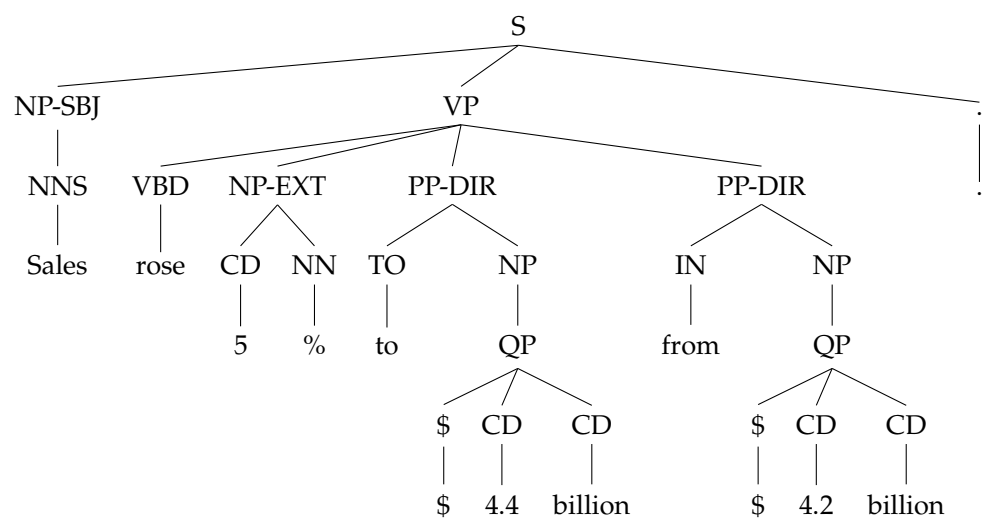 S
NP-SBJ VP .
NNS VBD NP-EXT PP-DIR PP-DIR .
Sales rose CD NN TO NP IN NP
5 % to QP from QP
$ CD CD $ CD CD
$ 4.4 billion $ 4.2 billion